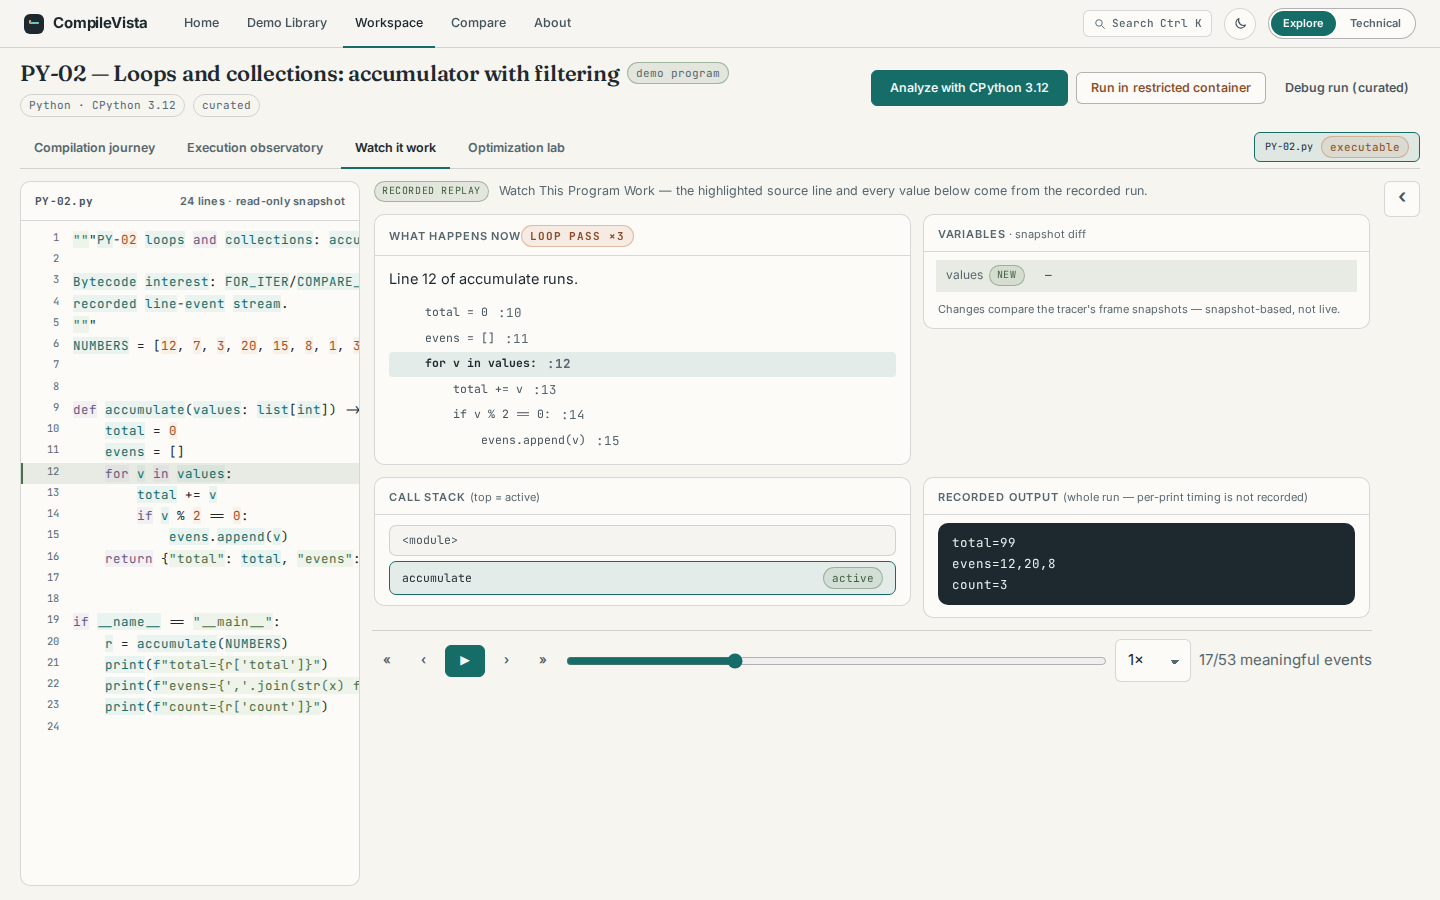 CompileVista Home Demo Library Workspace Compare About Search Ctrl K Explore Technical
PY-02 — Loops and collections: accumulator with filtering demo program
Python · CPython 3.12 curated
Analyze with CPython 3.12 Run in restricted container Debug run (curated)
Compilation journey Execution observatory Watch it work Optimization lab PY-02.py executable
PY-02.py 24 lines · read-only snapshot
1 """PY-02 loops and collections: accu
2
3 Bytecode interest: FOR_ITER/COMPARE_
4 recorded line-event stream.
5 """
6 NUMBERS = [12, 7, 3, 20, 15, 8, 1, 3
7
8
9 def accumulate(values: list[int]) ->
10 total = 0
11 evens = []
12 for v in values:
13 total += v
14 if v % 2 == 0:
15 evens.append(v)
16 return {"total": total, "evens":
17
18
19 if __name__ == "__main__":
20 r = accumulate(NUMBERS)
21 print(f"total={r['total']}")
22 print(f"evens={','.join(str(x) f
23 print(f"count={r['count']}")
24
RECORDED REPLAY Watch This Program Work — the highlighted source line and every value below come from the recorded run.
‹
WHAT HAPPENS NOW LOOP PASS ×3
Line 12 of accumulate runs.
total = 0 :10
evens = [] :11
for v in values: :12
total += v :13
if v % 2 == 0: :14
evens.append(v) :15
VARIABLES · snapshot diff
values NEW —
Changes compare the tracer's frame snapshots — snapshot-based, not live.
CALL STACK (top = active)
<module>
accumulate active
RECORDED OUTPUT (whole run — per-print timing is not recorded)
total=99
evens=12,20,8
count=3
« ‹ ▶ › » 1× 17/53 meaningful events